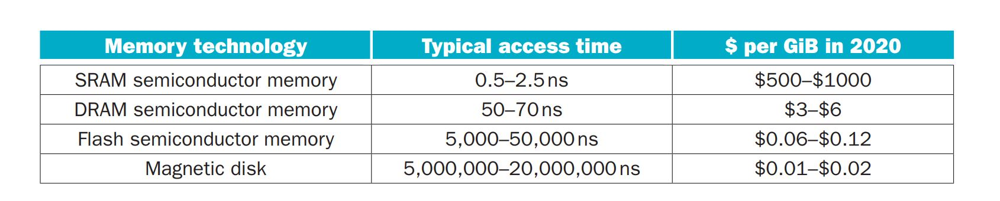 Memory technology Typical access time $ per GiB in 2020
SRAM semiconductor memory 0.5–2.5 ns $500–$1000
DRAM semiconductor memory 50–70 ns $3–$6
Flash semiconductor memory 5,000–50,000 ns $0.06–$0.12
Magnetic disk 5,000,000–20,000,000 ns $0.01–$0.02